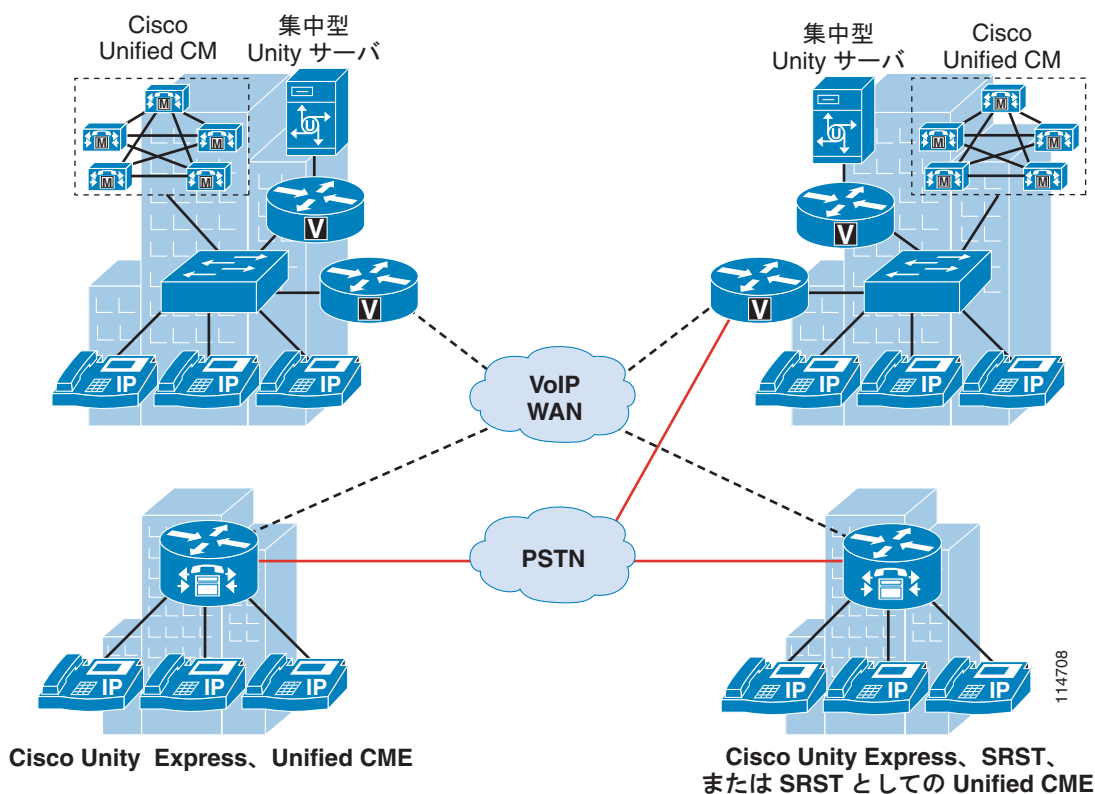 Cisco
Unified CM
集中型
Unity サーバ
集中型
Unity サーバ
Cisco
Unified CM
M
M
M
M
M
U
V
V
IP
IP
IP
M
M
M
M
M
U
V
V
IP
IP
IP
VoIP
WAN
PSTN
IP
IP
IP
IP
IP
IP
114708
Cisco Unity Express、Unified CME
Cisco Unity Express、SRST、
または SRST としての Unified CME